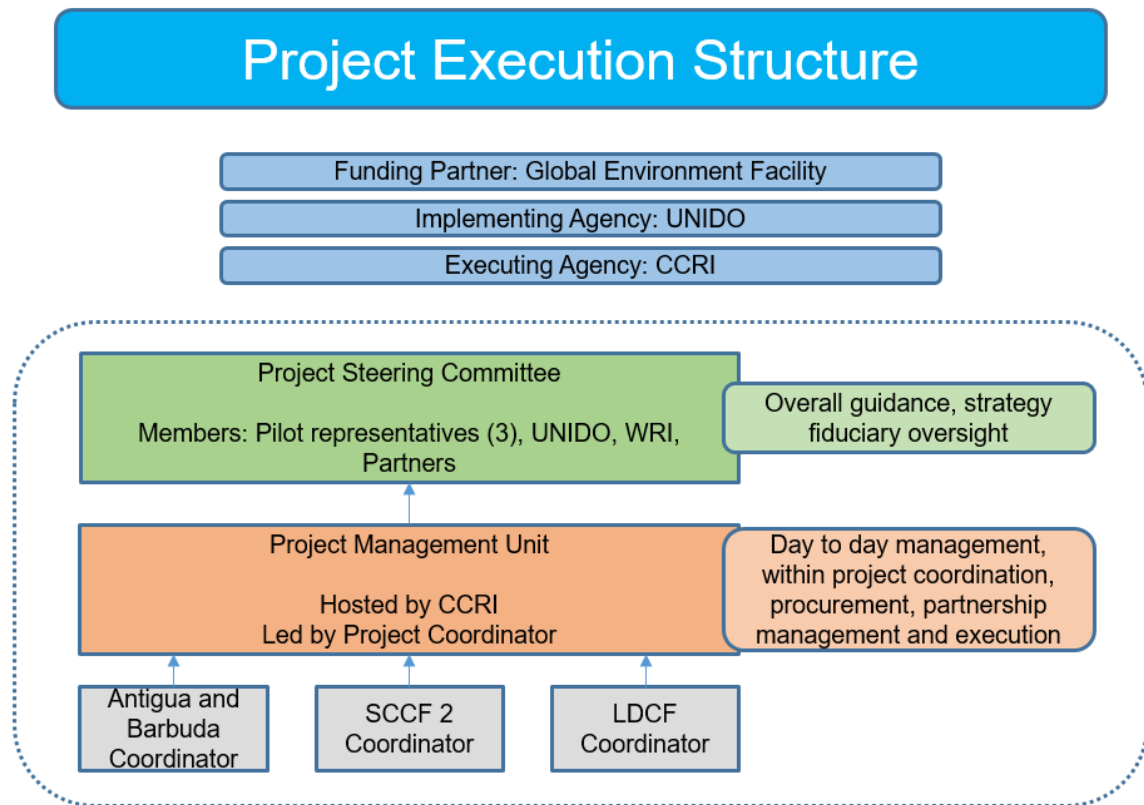 Project Execution Structure
Funding Partner: Global Environment Facility
Implementing Agency: UNIDO
Executing Agency: CCRI
Project Steering Committee
Members: Pilot representatives (3), UNIDO, WRI,
Partners
Overall guidance, strategy
fiduciary oversight
Project Management Unit
Hosted by CCRI
Led by Project Coordinator
Day to day management,
within project coordination,
procurement, partnership
management and execution
Antigua and
Barbuda
Coordinator
SCCF 2
Coordinator
LDCF
Coordinator